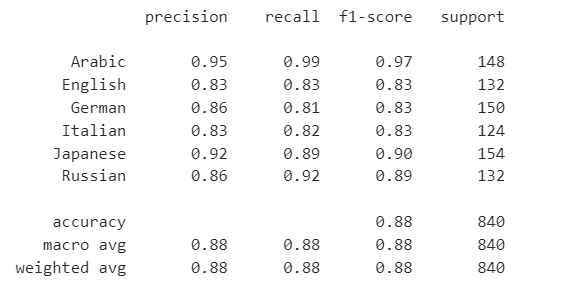 precision recall f1-score support
Arabic 0.95 0.99 0.97 148
English 0.83 0.83 0.83 132
German 0.86 0.81 0.83 150
Italian 0.83 0.82 0.83 124
Japanese 0.92 0.89 0.90 154
Russian 0.86 0.92 0.89 132
accuracy 0.88 840
macro avg 0.88 0.88 0.88 840
weighted avg 0.88 0.88 0.88 840